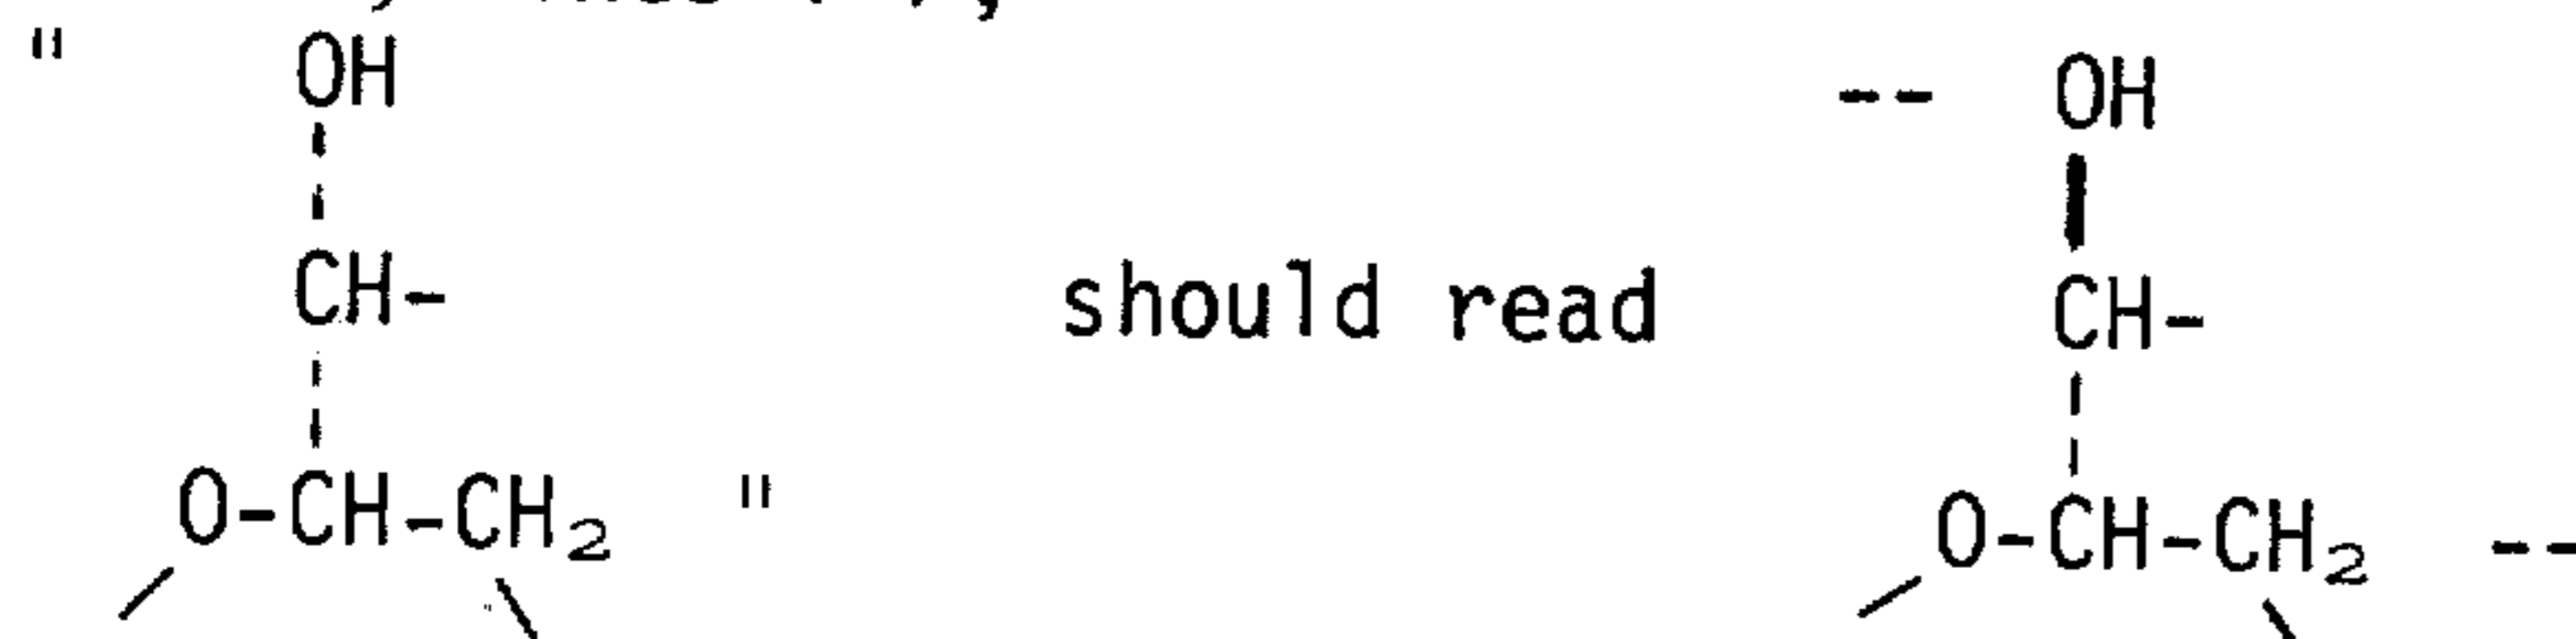 " OH -- OH
CH- should read CH-
O-CH-CH₂ " O-CH-CH₂ --